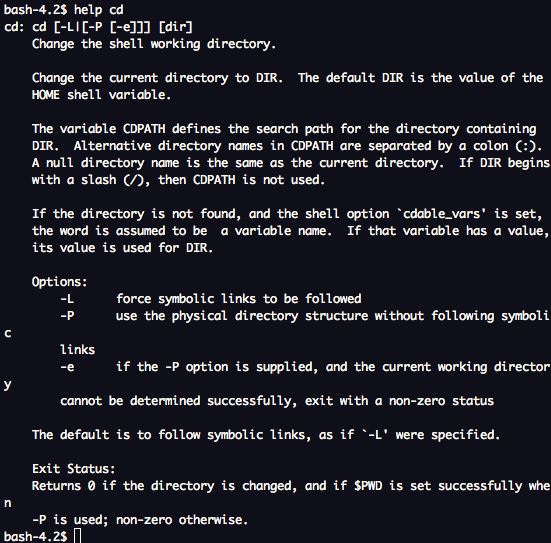 bash-4.2$ help cd
cd: cd [-L|[-P [-e]]] [dir]
Change the shell working directory.
Change the current directory to DIR.  The default DIR is the value of the
HOME shell variable.
The variable CDPATH defines the search path for the directory containing
DIR.  Alternative directory names in CDPATH are separated by a colon (:).
A null directory name is the same as the current directory.  If DIR begins
with a slash (/), then CDPATH is not used.
If the directory is not found, and the shell option `cdable_vars' is set,
the word is assumed to be  a variable name.  If that variable has a value,
its value is used for DIR.
Options:
-L	force symbolic links to be followed
-P	use the physical directory structure without following symboli
c
links
-e	if the -P option is supplied, and the current working director
y
cannot be determined successfully, exit with a non-zero status
The default is to follow symbolic links, as if `-L' were specified.
Exit Status:
Returns 0 if the directory is changed, and if $PWD is set successfully whe
n
-P is used; non-zero otherwise.
bash-4.2$